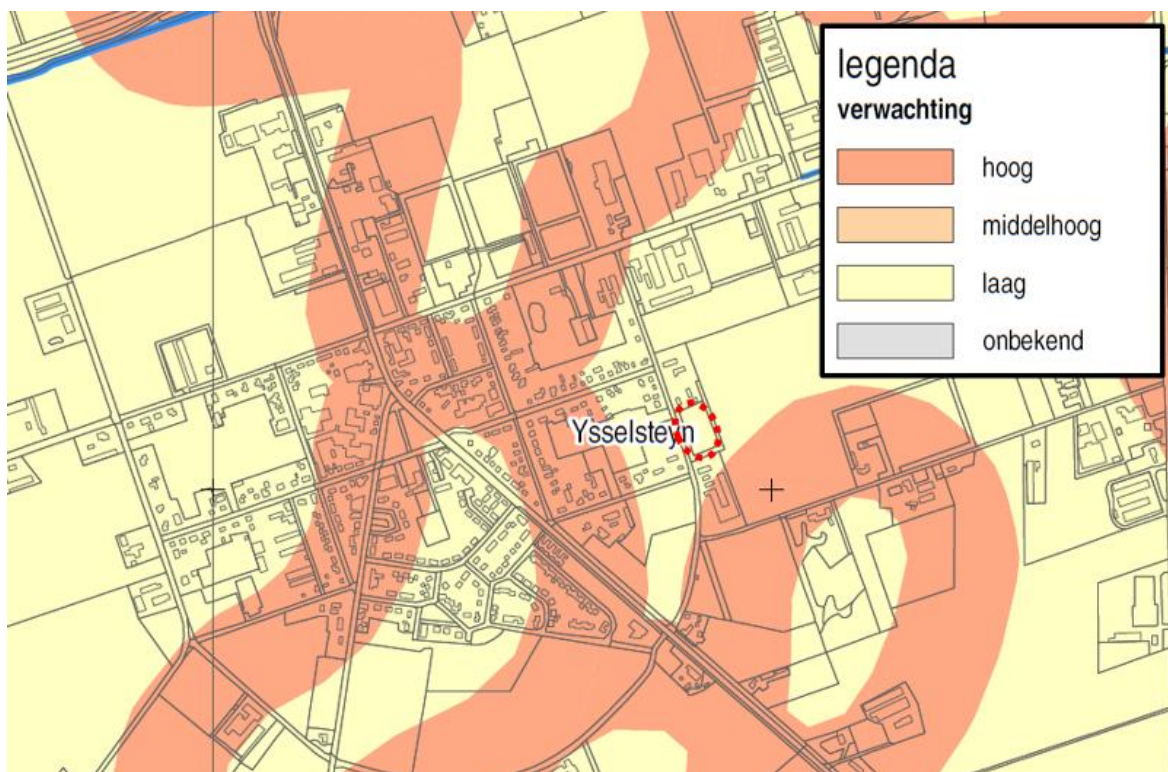 legenda
verwachting
hoog
middelhoog
laag
onbekend
Ysselsteyn